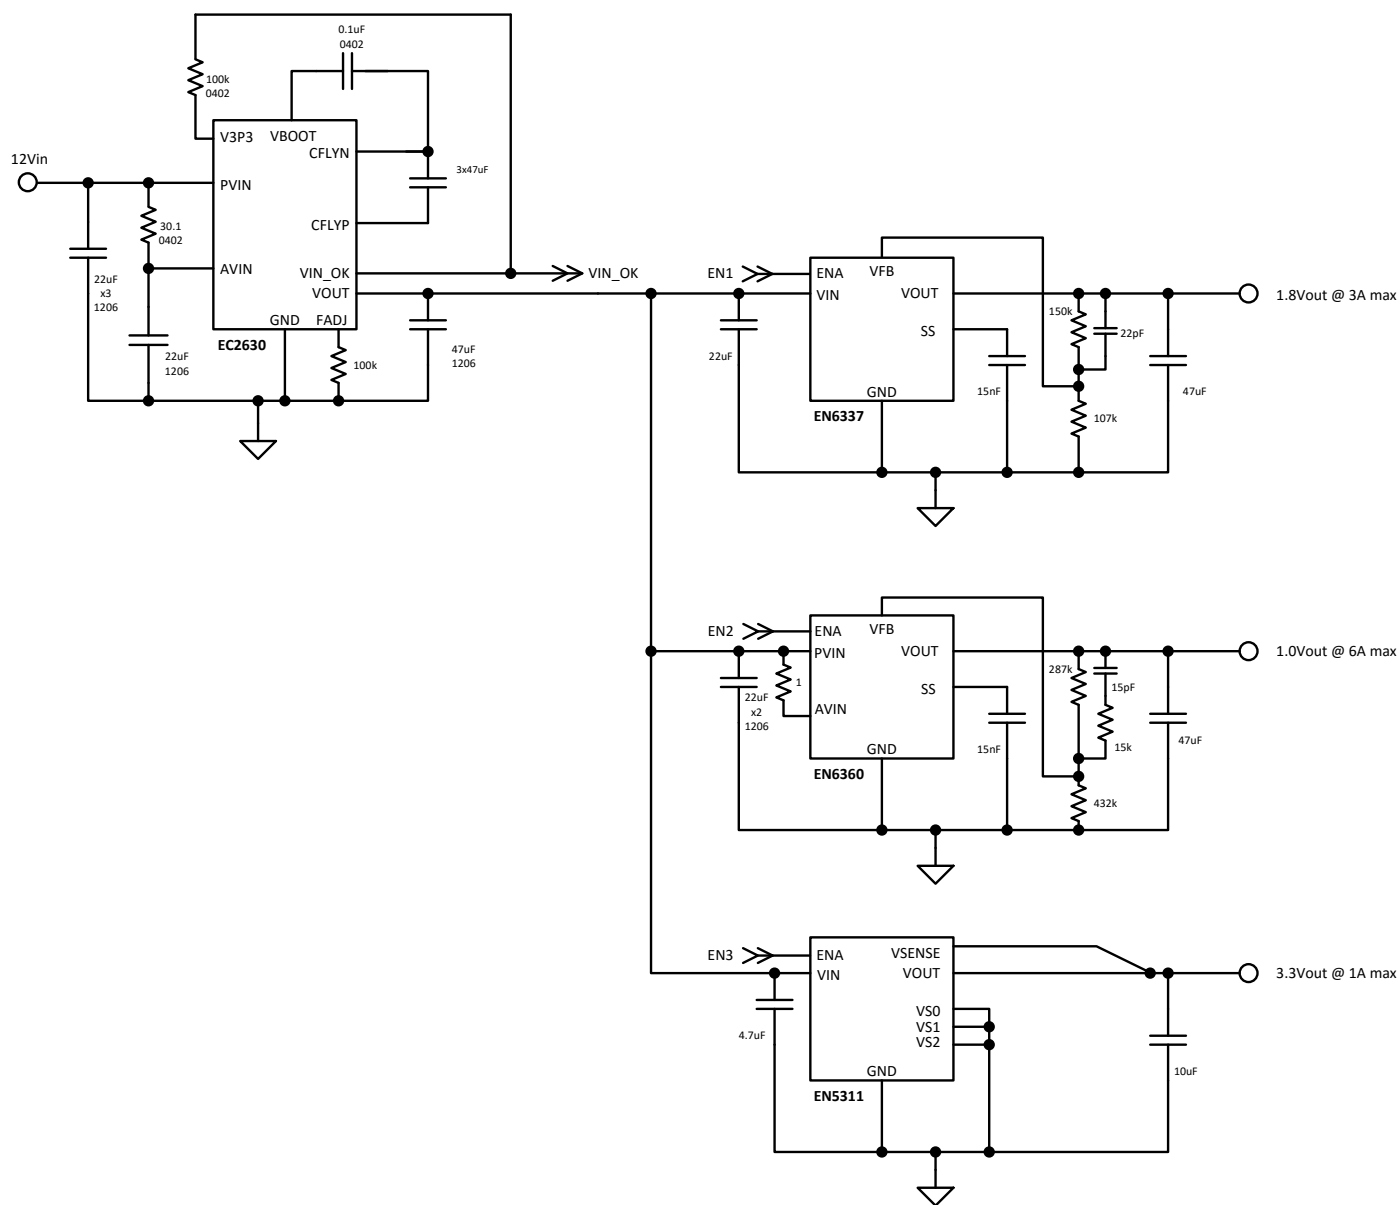 0.1uF
0402
100k
0402
V3P3
VBOOT
CFLYN
12Vin
PVIN
3x47uF
30.1
0402
CFLYP
AVIN
VIN_OK
VIN_OK
VOUT
22uF
x3
1206
GND
FADJ
EC2630
22uF
1206
100k
47uF
1206
EN1
ENA
VFB
VIN
VOUT
1.8Vout @ 3A max
150k
22pF
SS
22uF
15nF
47uF
GND
107k
EN6337
EN2
ENA
VFB
PVIN
VOUT
1.0Vout @ 6A max
287k
1
SS
15pF
22uF
x2
1206
AVIN
15nF
15k
47uF
GND
EN6360
432k
EN3
ENA
VSENSE
VIN
VOUT
3.3Vout @ 1A max
VS0
VS1
VS2
4.7uF
GND
10uF
EN5311